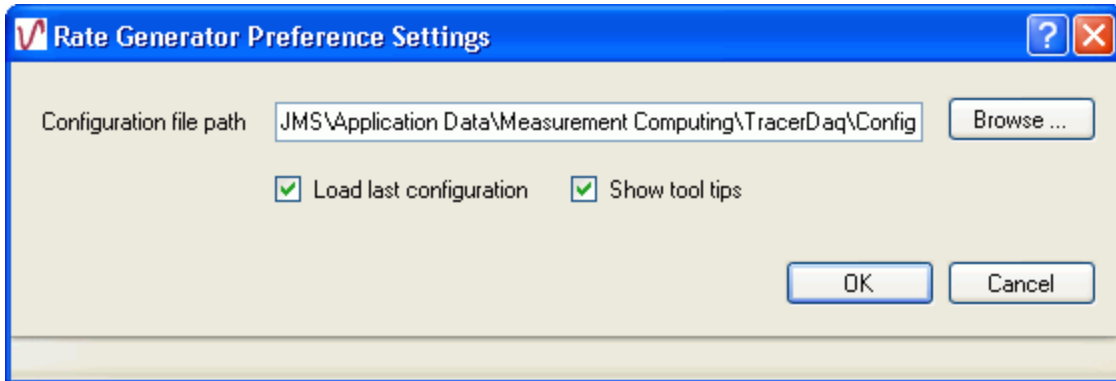 Rate Generator Preference Settings
Configuration file path JMS\Application Data\Measurement Computing\TracerDaq\Config Browse ...
Load last configuration Show tool tips
OK Cancel